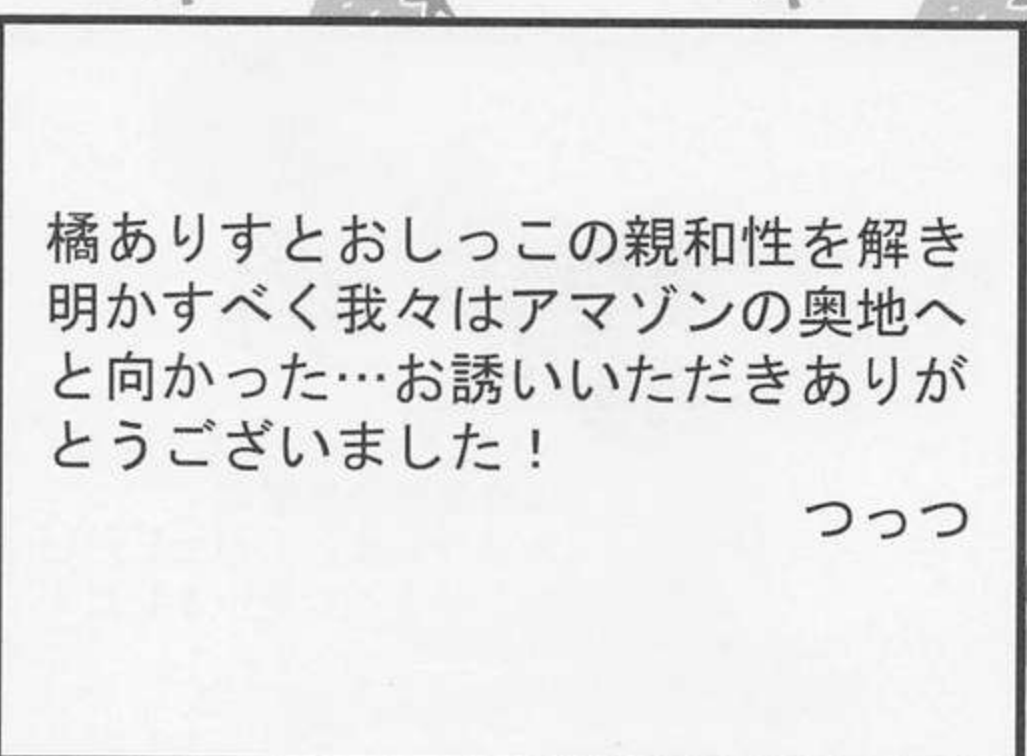 橘ありすとおしっこの親和性を解き
明かすべく我々はアマゾンの奥地へ
と向かった…お誘いいただきありが
とうございました！
つっつ